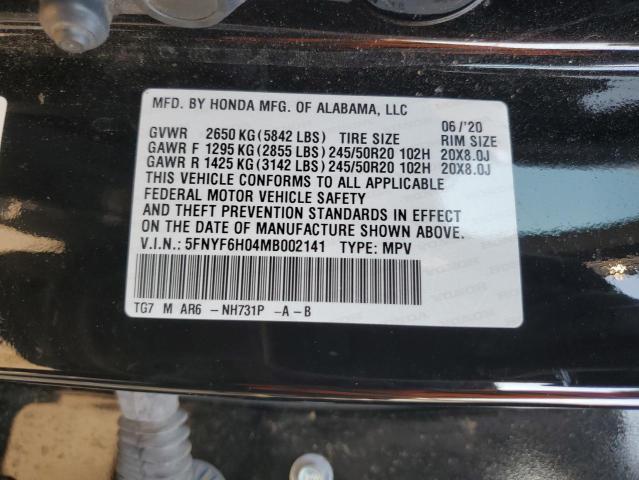 MFD. BY HONDA MFG. OF ALABAMA, LLC 06/'20
GVWR 2650 KG (5842 LBS) TIRE SIZE RIM SIZE
GAWR F 1295 KG (2855 LBS) 245/50R20 102H 20X8.0J
GAWR R 1425 KG (3142 LBS) 245/50R20 102H 20X8.0J
THIS VEHICLE CONFORMS TO ALL APPLICABLE
FEDERAL MOTOR VEHICLE SAFETY
AND THEFT PREVENTION STANDARDS IN EFFECT
ON THE DATE OF MANUFACTURE SHOWN ABOVE.
V.I.N.: 5FNYF6H04MB002141 TYPE: MPV
TG7 M AR6 -NH731P -A-B